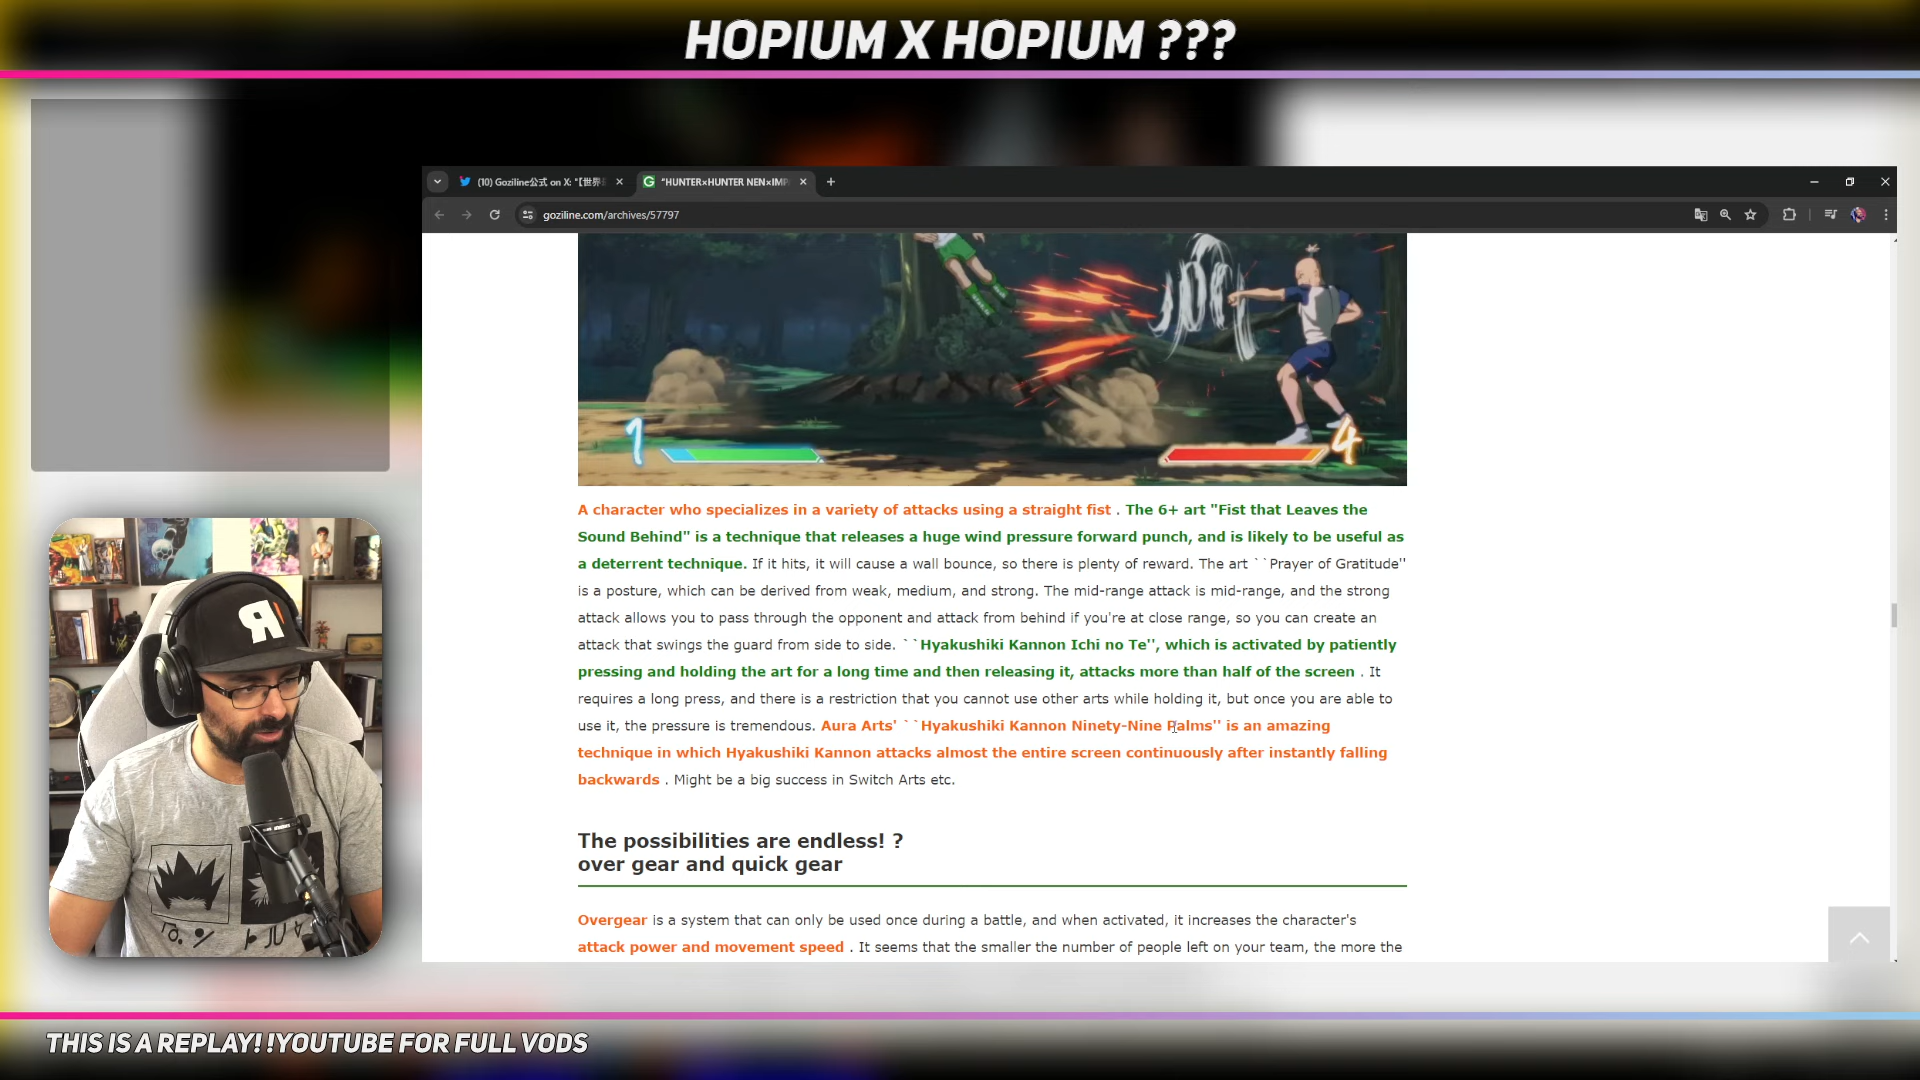 HOPIUM X HOPIUM ???
(10) Goziline公式 on X: "【世界
"HUNTER×HUNTER NEN×IMP
goziline.com/archives/57797
1
4
A character who specializes in a variety of attacks using a straight fist . The 6+ art "Fist that Leaves the
Sound Behind" is a technique that releases a huge wind pressure forward punch, and is likely to be useful as
a deterrent technique. If it hits, it will cause a wall bounce, so there is plenty of reward. The art ``Prayer of Gratitude''
is a posture, which can be derived from weak, medium, and strong. The mid-range attack is mid-range, and the strong
attack allows you to pass through the opponent and attack from behind if you're at close range, so you can create an
attack that swings the guard from side to side. ``Hyakushiki Kannon Ichi no Te'', which is activated by patiently
pressing and holding the art for a long time and then releasing it, attacks more than half of the screen . It
requires a long press, and there is a restriction that you cannot use other arts while holding it, but once you are able to
use it, the pressure is tremendous. Aura Arts' ``Hyakushiki Kannon Ninety-Nine Palms'' is an amazing
technique in which Hyakushiki Kannon attacks almost the entire screen continuously after instantly falling
backwards . Might be a big success in Switch Arts etc.
The possibilities are endless! ?
over gear and quick gear
Overgear is a system that can only be used once during a battle, and when activated, it increases the character's
attack power and movement speed . It seems that the smaller the number of people left on your team, the more the
THIS IS A REPLAY! !YOUTUBE FOR FULL VODS